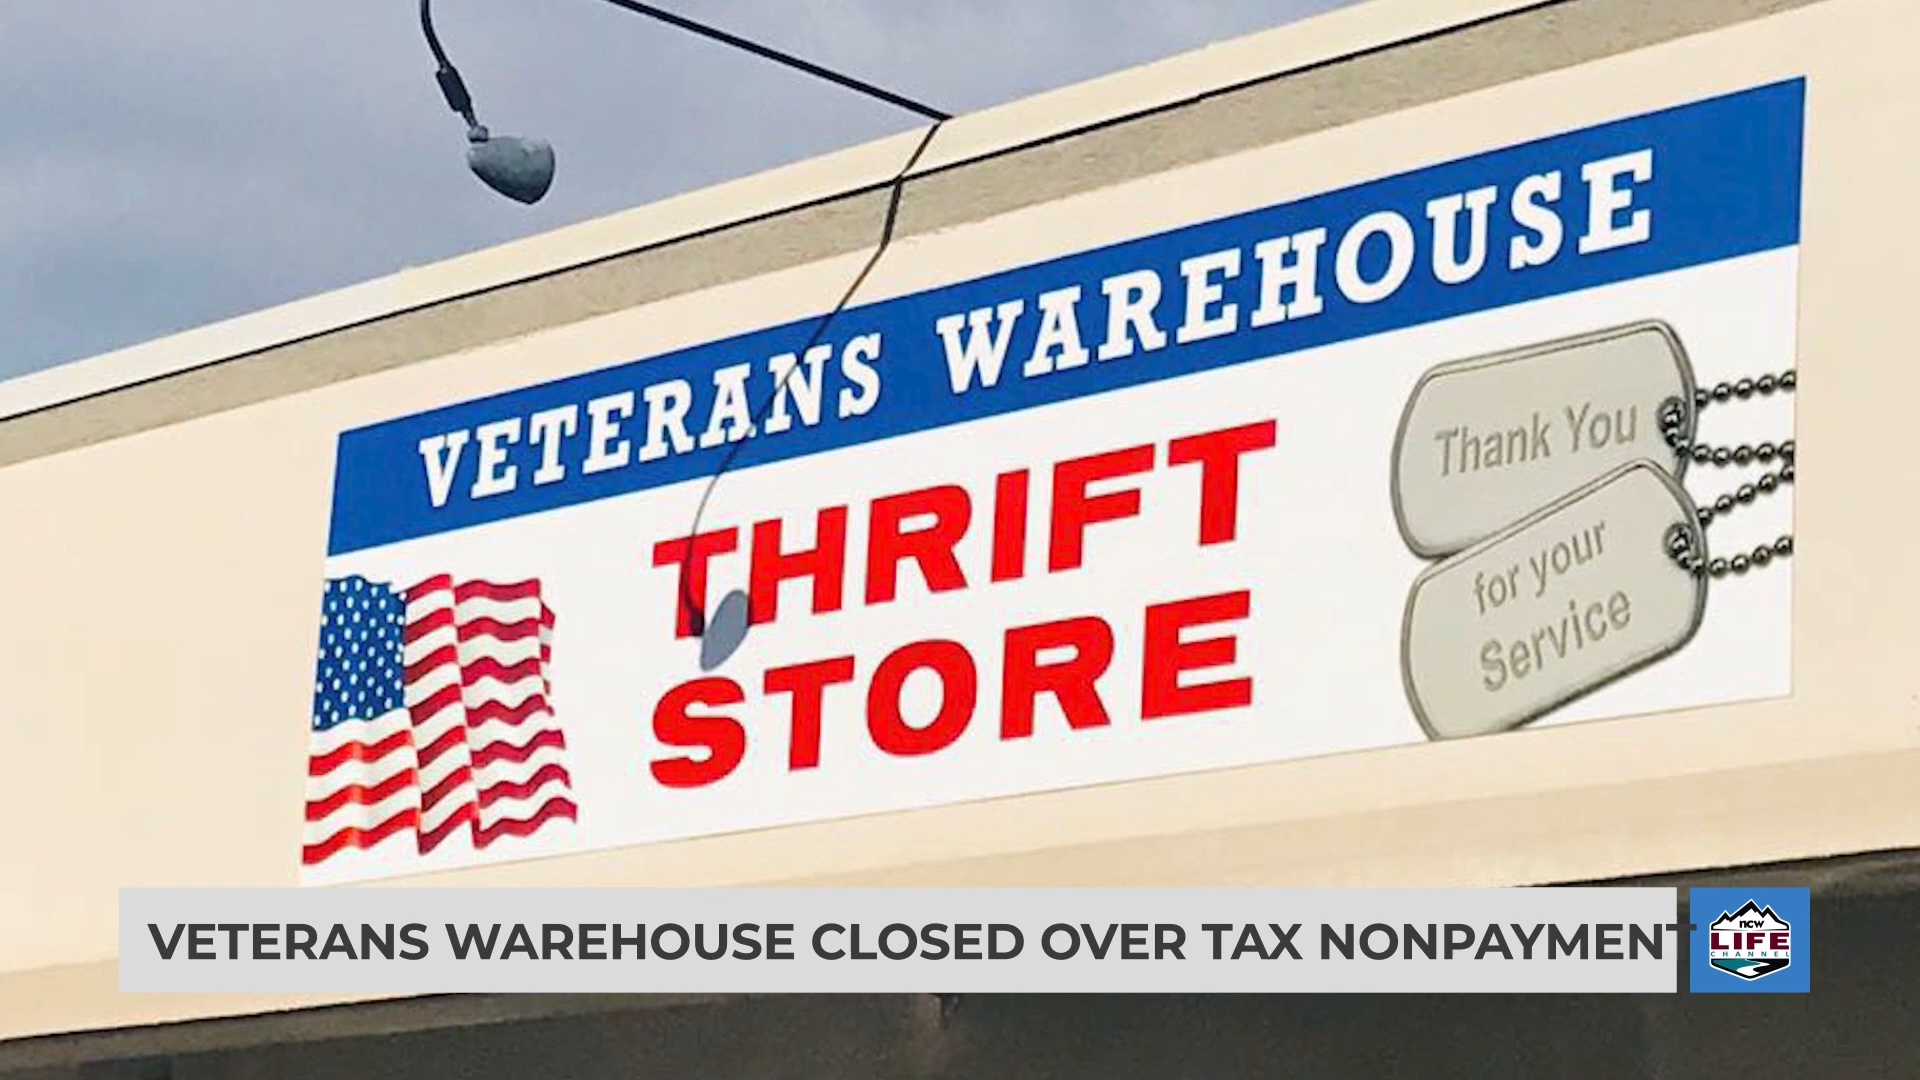 VETERANS WAREHOUSE
THRIFT
STORE
Thank You
for your
Service
VETERANS WAREHOUSE CLOSED OVER TAX NONPAYMENT
ncw
LIFE
CHANNEL